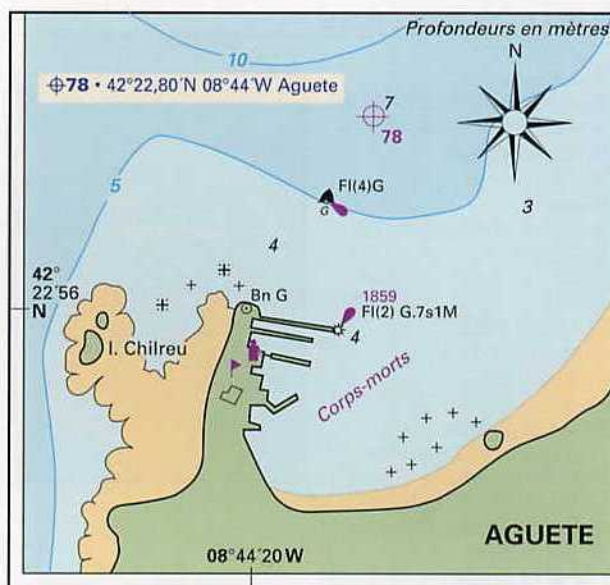 Profondeurs en mètres
10
N
78 • 42°22,80'N 08°44'W Aguete
7
78
5
Fl(4)G
G
3
4
42°
22'56
N
Bn G
1859
Fl(2) G.7s1M
4
I. Chilreu
Corps-morts
AGUETE
08°44'20 W